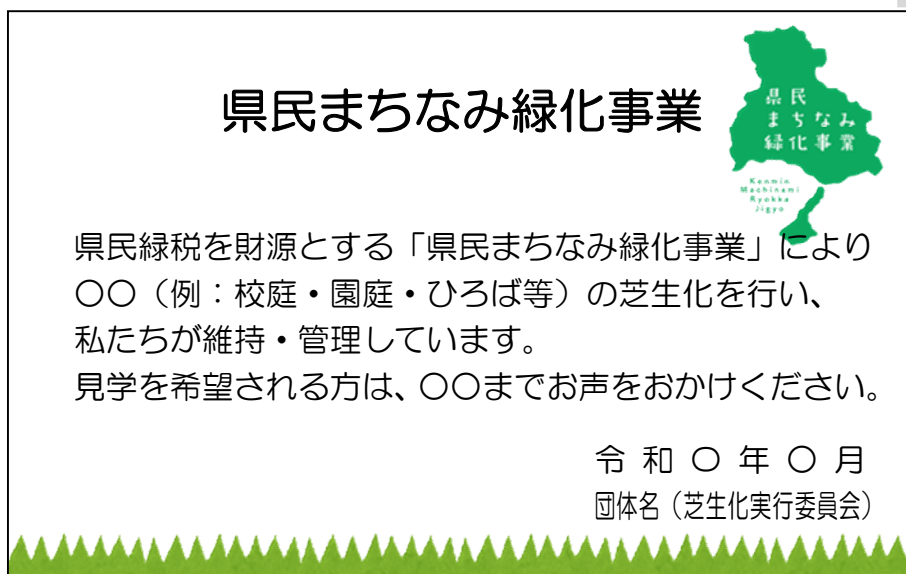 県民まちなみ緑化事業
県民
まちなみ
緑化事業
Kenmin
Machinami
Ryokka
Jigyo
県民緑税を財源とする「県民まちなみ緑化事業」により
〇〇（例：校庭・園庭・ひろば等）の芝生化を行い、
私たちが維持・管理しています。
見学を希望される方は、〇〇までお声をおかけください。
令和〇年〇月
団体名（芝生化実行委員会）